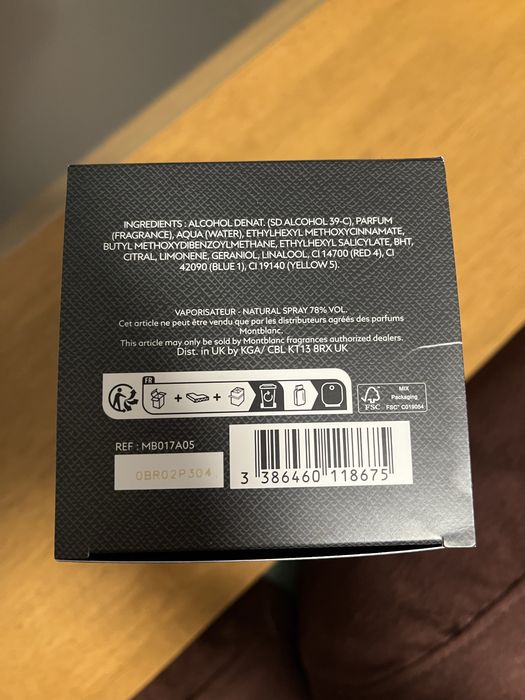 INGREDIENTS : ALCOHOL DENAT. (SD ALCOHOL 39-C), PARFUM
(FRAGRANCE), AQUA (WATER), ETHYLHEXYL METHOXYCINNAMATE,
BUTYL METHOXYDIBENZOYLMETHANE, ETHYLHEXYL SALICYLATE, BHT,
CITRAL, LIMONENE, GERANIOL, LINALOOL, CI 14700 (RED 4), CI
42090 (BLUE 1), CI 19140 (YELLOW 5).
VAPORISATEUR - NATURAL SPRAY 78% VOL.
Cet article ne peut être vendu que par les distributeurs agréés des parfums
Montblanc.
This article may only be sold by Montblanc fragrances authorized dealers.
Dist. in UK by KGA/ CBL KT13 8RX UK
FR
+ +
FSC
MIX
Packaging
FSC® C019054
REF : MB017A05
0BR02P304
3 386460 118675